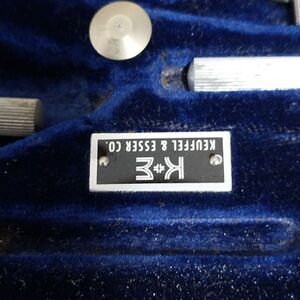 K+Σ
KEUFFEL & ESSER CO.